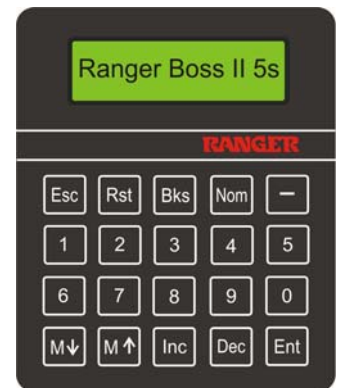 Ranger Boss II 5s
RANGER
Esc Rst Bks Nom −
1 2 3 4 5
6 7 8 9 0
M↓ M↑ Inc Dec Ent